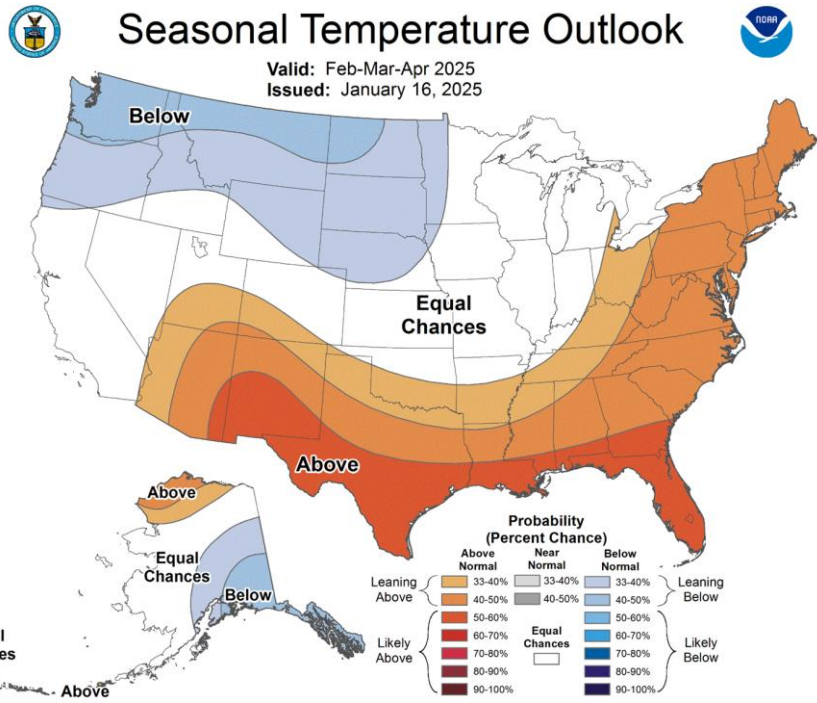 NOAA
Seasonal Temperature Outlook
Valid: Feb-Mar-Apr 2025
Issued: January 16, 2025
Below
Equal
Chances
Above
Above
Equal
Chances
Below
Above
l
es
Probability
(Percent Chance)
Above
Normal
Near
Normal
Below
Normal
Leaning
Above
33-40%
33-40%
33-40%
Leaning
Below
40-50%
40-50%
40-50%
Likely
Above
50-60%
60-70%
70-80%
80-90%
90-100%
Equal
Chances
50-60%
60-70%
70-80%
80-90%
90-100%
Likely
Below